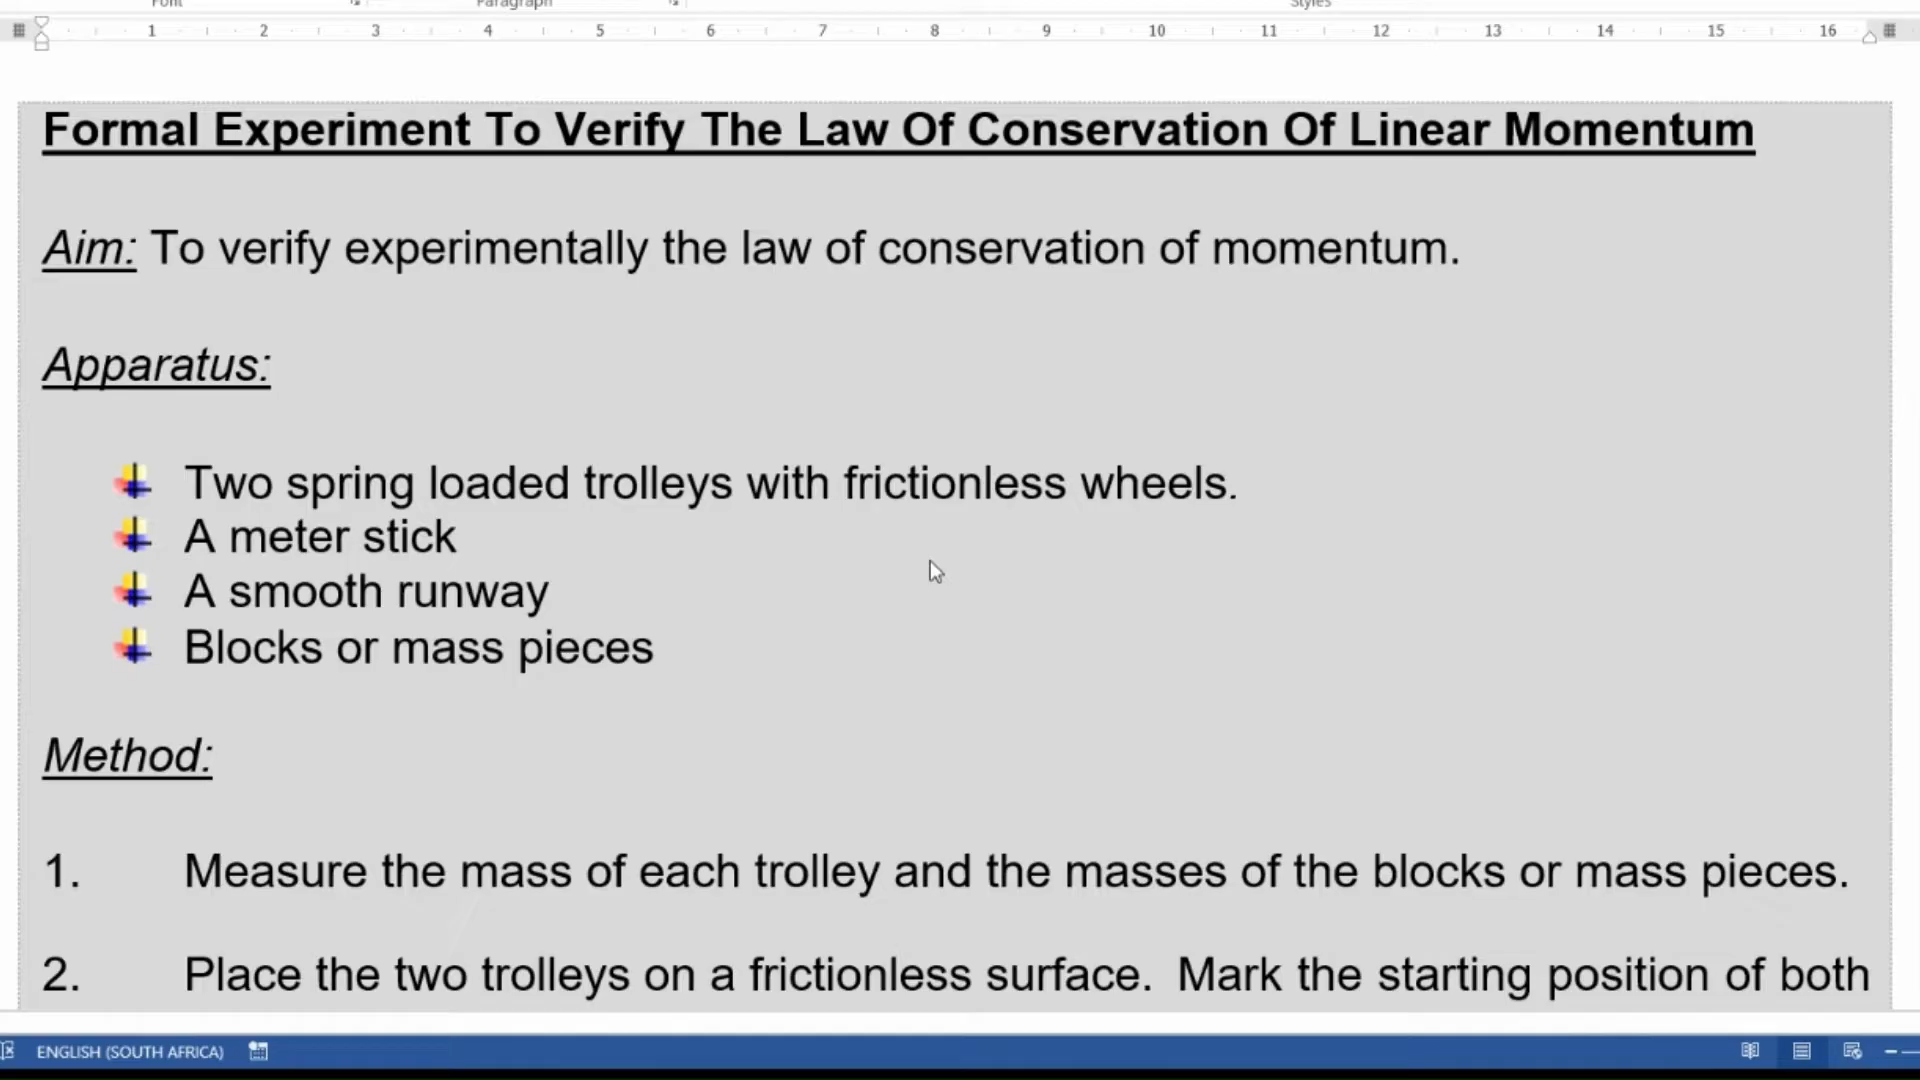 Font Paragraph Styles
1 2 3 4 5 6 7 8 9 10 11 12 13 14 15 16
Formal Experiment To Verify The Law Of Conservation Of Linear Momentum
Aim: To verify experimentally the law of conservation of momentum.
Apparatus:
Two spring loaded trolleys with frictionless wheels.
A meter stick
A smooth runway
Blocks or mass pieces
Method:
1. Measure the mass of each trolley and the masses of the blocks or mass pieces.
2. Place the two trolleys on a frictionless surface. Mark the starting position of both
ENGLISH (SOUTH AFRICA)